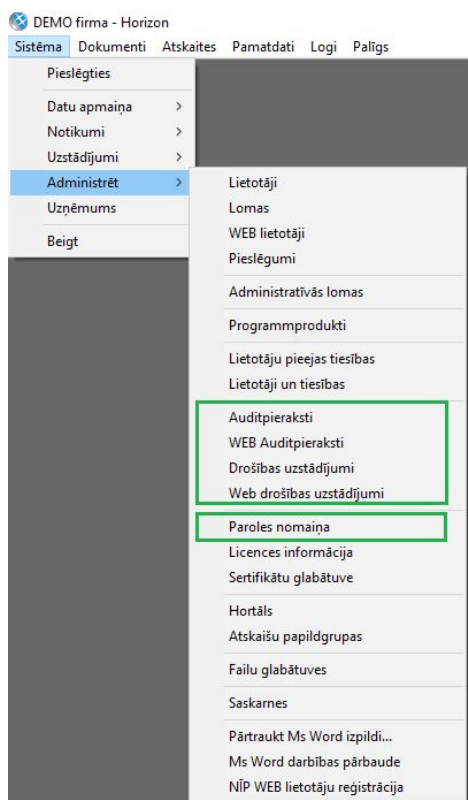 DEMO firma - Horizon
Sistēma Dokumenti Atskaites Pamatdati Logi Palīgs
Pieslēgties
Datu apmaiņa >
Notikumi >
Uzstādījumi >
Administrēt >
Uzņēmums
Beigt
Lietotāji
Lomas
WEB lietotāji
Pieslēgumi
Administratīvās lomas
Programmprodukti
Lietotāju pieejas tiesības
Lietotāji un tiesības
Auditpieraksti
WEB Auditpieraksti
Drošības uzstādījumi
Web drošības uzstādījumi
Paroles nomaiņa
Licences informācija
Sertifikātu glabātuve
Hortāls
Atskaišu papildgrupas
Failu glabātuves
Saskarnes
Pārtraukt Ms Word izpildi...
Ms Word darbības pārbaude
NĪP WEB lietotāju reģistrācija